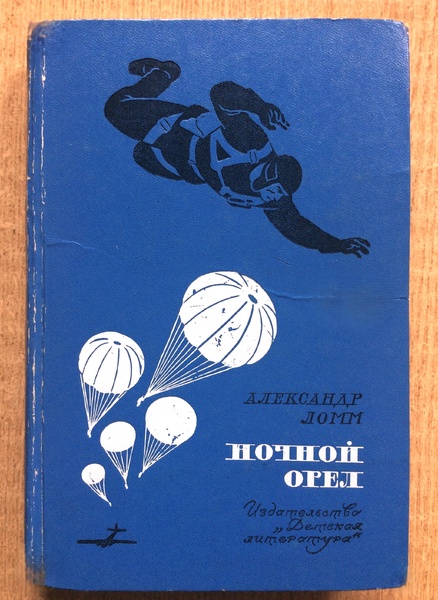 АЛЕКСАНДР
ЛОММ
НОЧНОЙ
ОРЕЛ
Издательство
„Детская
литература“